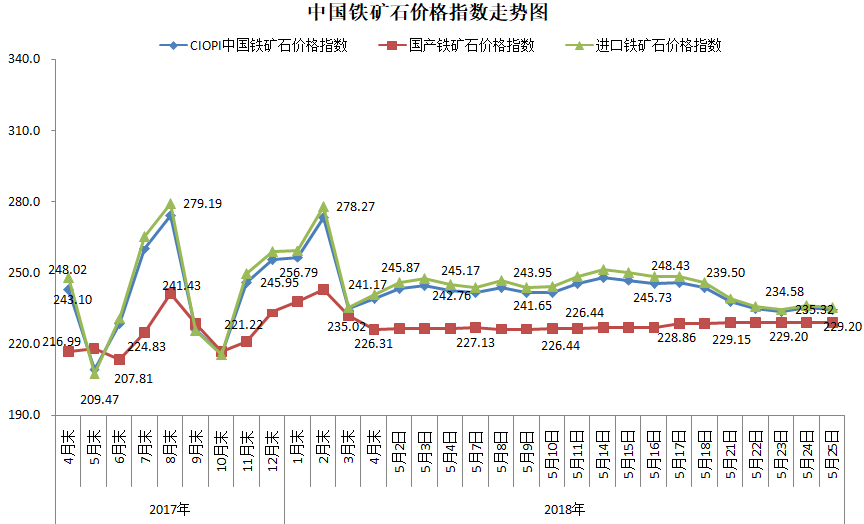 中国铁矿石价格指数走势图
CIOPI中国铁矿石价格指数 国产铁矿石价格指数 进口铁矿石价格指数
340.0
310.0
280.0
250.0
220.0
190.0
248.02
243.10
216.99
209.47
207.81
224.83
241.43
279.19
221.22
245.95
256.79
278.27
235.02
241.17
226.31
245.87
242.76
245.17
227.13
243.95
241.65
226.44
226.44
245.73
248.43
228.86
239.50
229.15
234.58
229.20
235.32
229.20
4月末
5月末
6月末
7月末
8月末
9月末
10月末
11月末
12月末
1月末
2月末
3月末
4月末
5月2日
5月3日
5月4日
5月7日
5月8日
5月9日
5月10日
5月11日
5月14日
5月15日
5月16日
5月17日
5月18日
5月21日
5月22日
5月23日
5月24日
5月25日
2017年 2018年